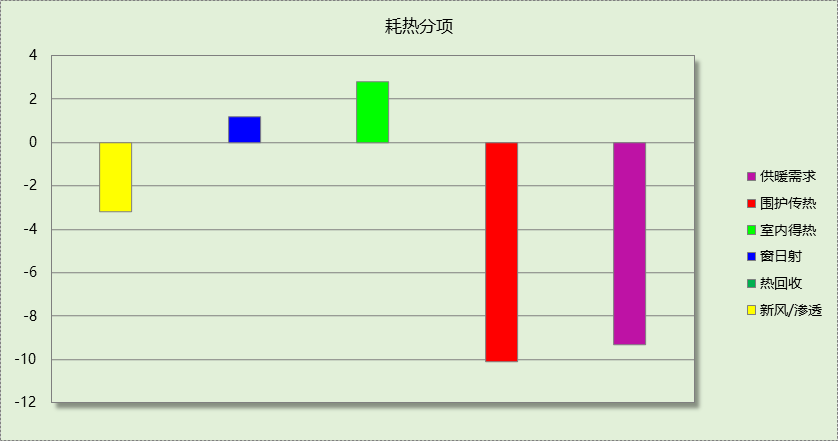 耗热分项
4
2
0
-2
-4
-6
-8
-10
-12
供暖需求
围护传热
室内得热
窗日射
热回收
新风/渗透